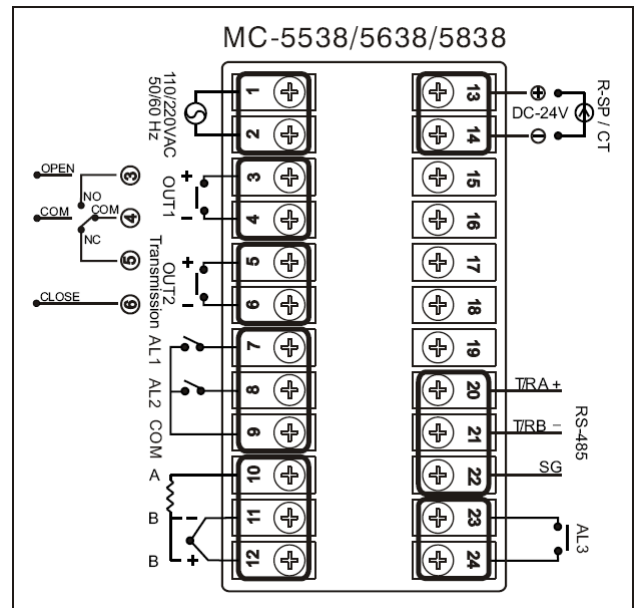 MC-5538/5638/5838
110/220VAC
50/60 Hz
1
2
3
4
5
6
7
8
9
10
11
12
OPEN
NO
COM
COM
NC
CLOSE
③
④
⑤
⑥
+
OUT1
−
+
OUT2
−
Transmission
AL1
AL2
COM
A
B
−
B
+
13
14
15
16
17
18
19
20
21
22
23
24
+
DC-24V
−
R-SP / CT
T/RA +
T/RB −
SG
RS-485
AL3